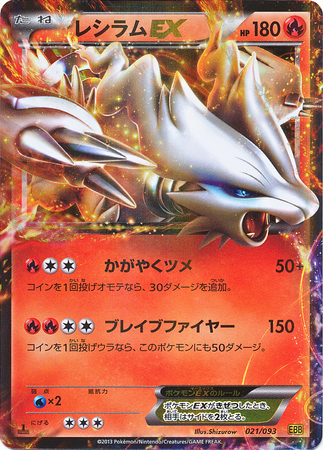 たね レシラムEX HP180
かがやくツメ 50+
コインを1回投げオモテなら、30ダメージを追加。
ブレイブファイヤー 150
コインを1回投げウラなら、このポケモンにも50ダメージ。
弱点 抵抗力
×2
ポケモンEXのルール
ポケモンEXがきぜつしたとき、
相手はサイドを2枚とる。
にげる
Illus.Shizurow 021/093 EBB
©2013 Pokémon/Nintendo/Creatures/GAME FREAK.